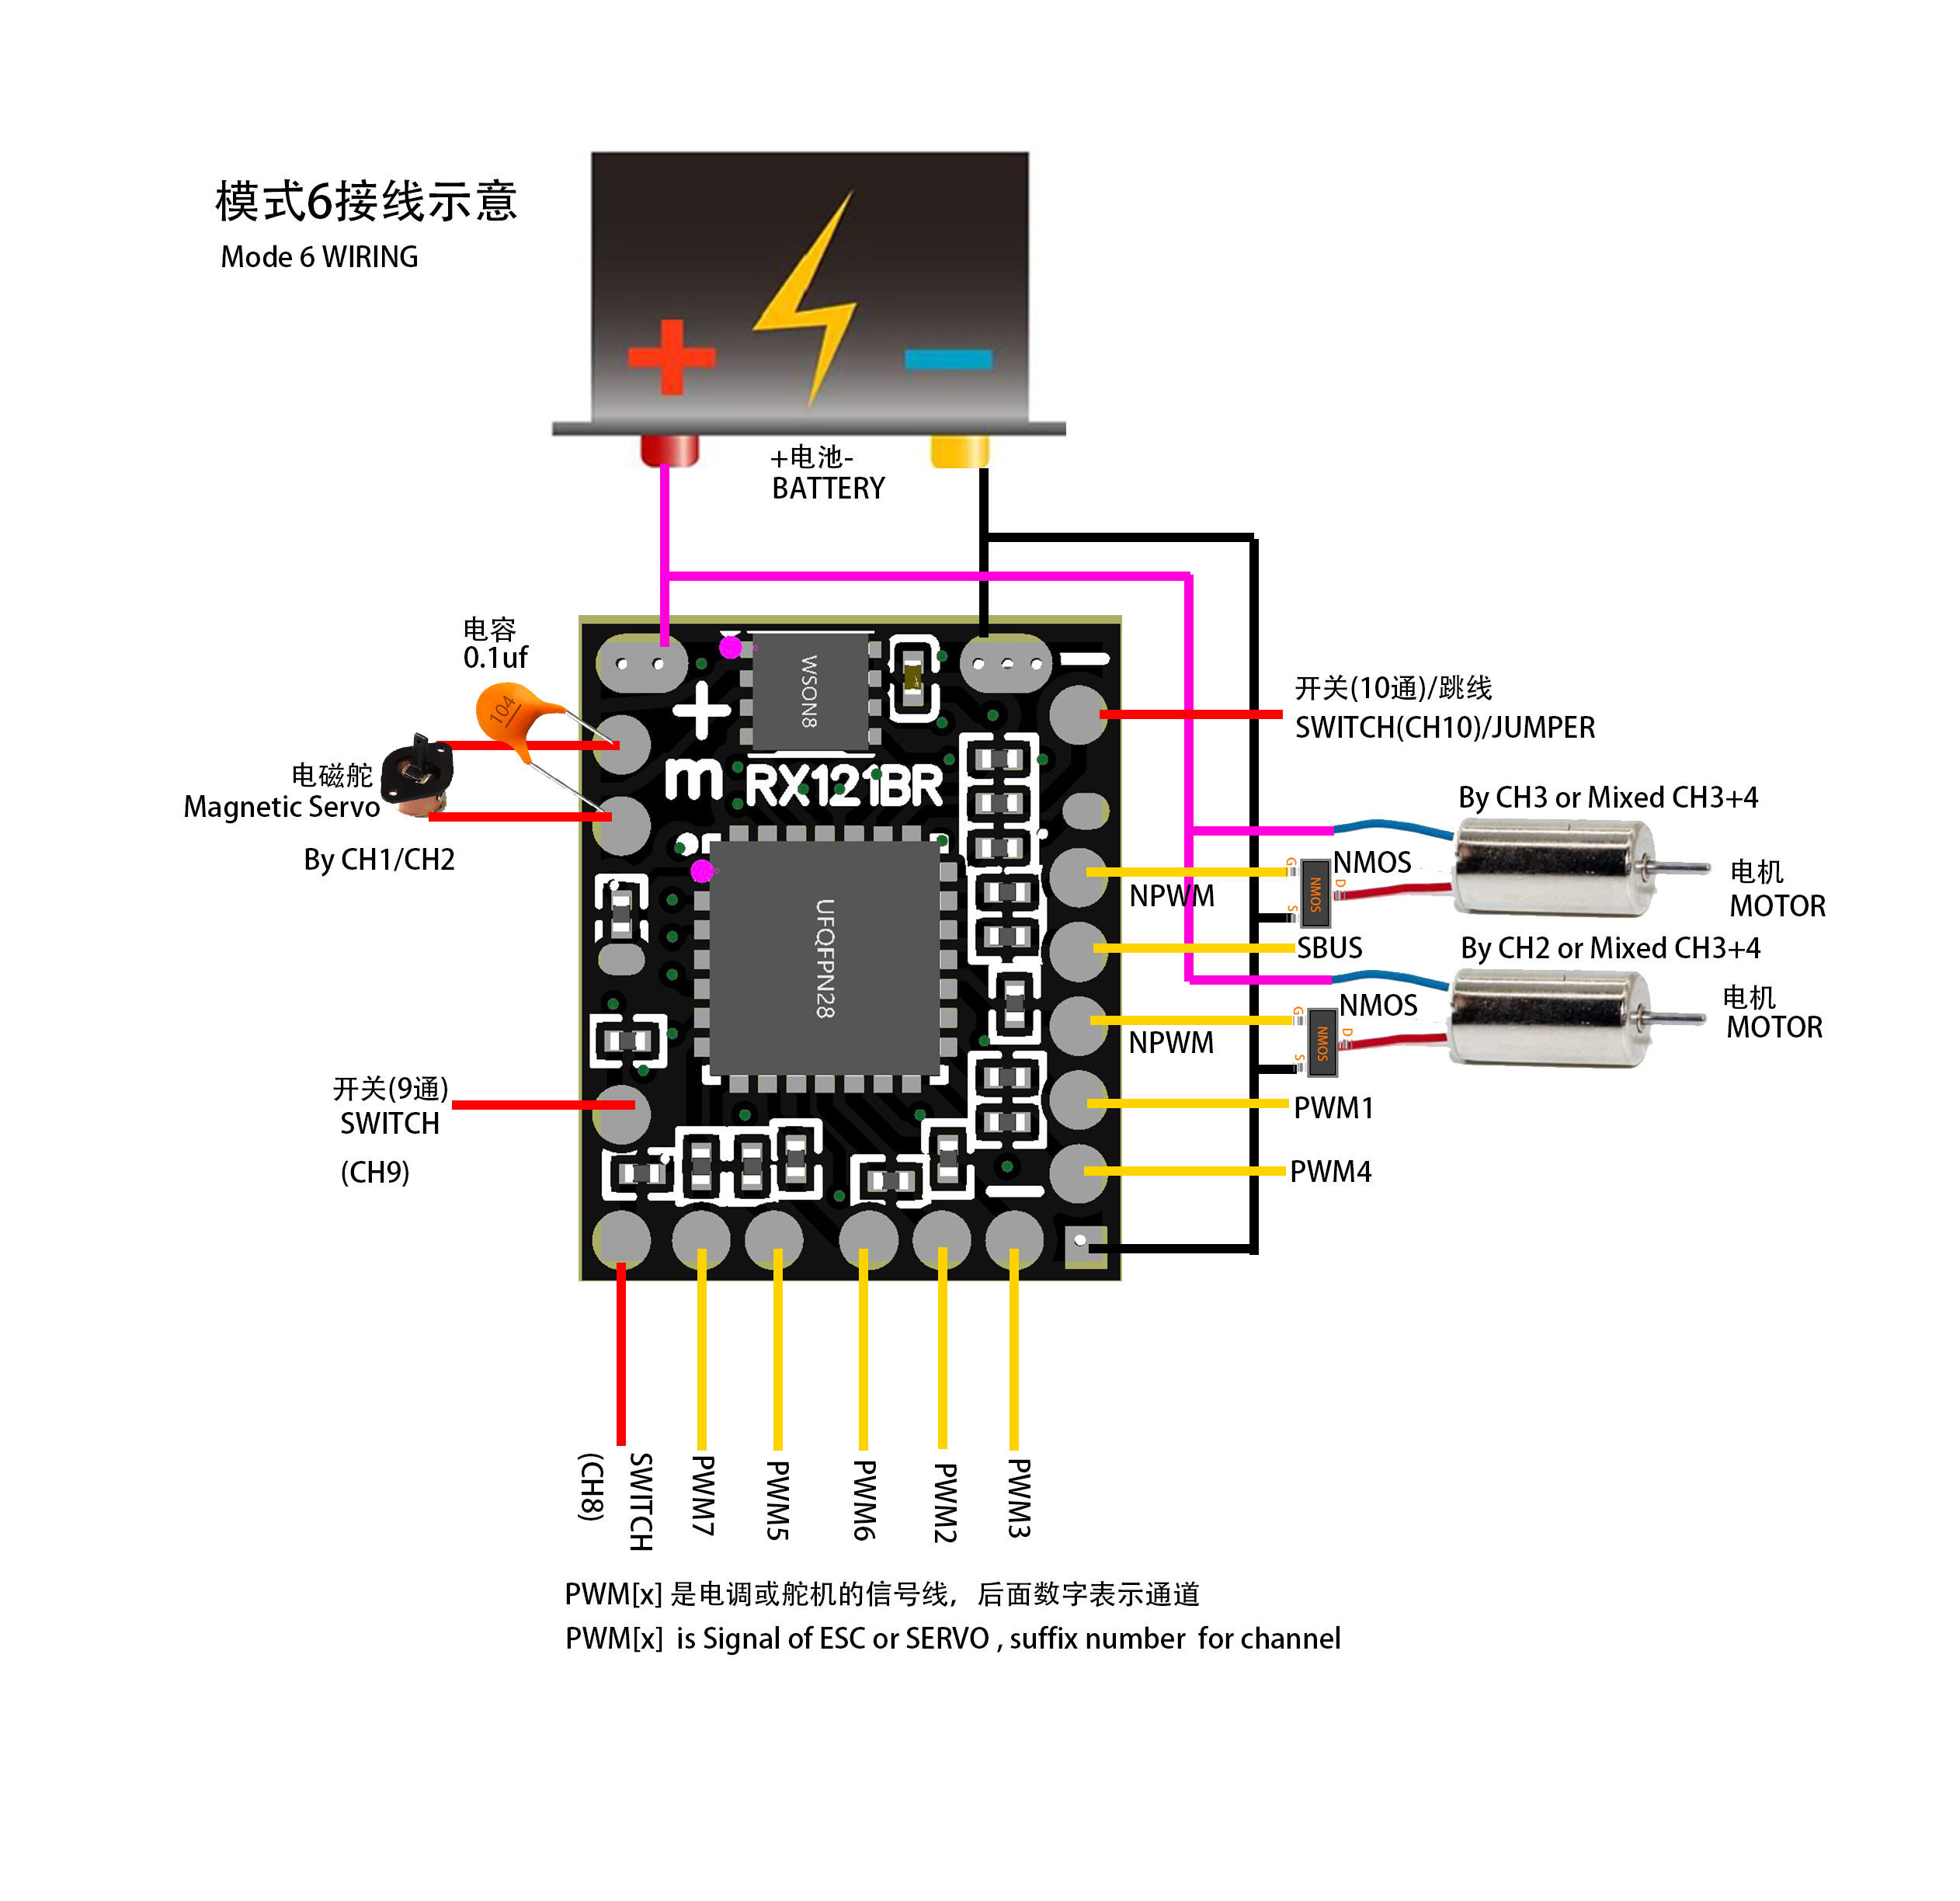 模式6接线示意
Mode 6 WIRING
+电池-
BATTERY
电容
0.1uf
104
电磁舵
Magnetic Servo
By CH1/CH2
WSON8
+
m
RX121BR
UFQFPN28
开关(10通)/跳线
SWITCH(CH10)/JUMPER
By CH3 or Mixed CH3+4
NMOS
G
NMOS
D
S
NPWM
电机
MOTOR
SBUS
By CH2 or Mixed CH3+4
NMOS
G
NMOS
D
S
NPWM
电机
MOTOR
PWM1
PWM4
开关(9通)
SWITCH
(CH9)
SWITCH
(CH8)
PWM7
PWM5
PWM6
PWM2
PWM3
PWM[x] 是电调或舵机的信号线，后面数字表示通道
PWM[x] is Signal of ESC or SERVO , suffix number for channel